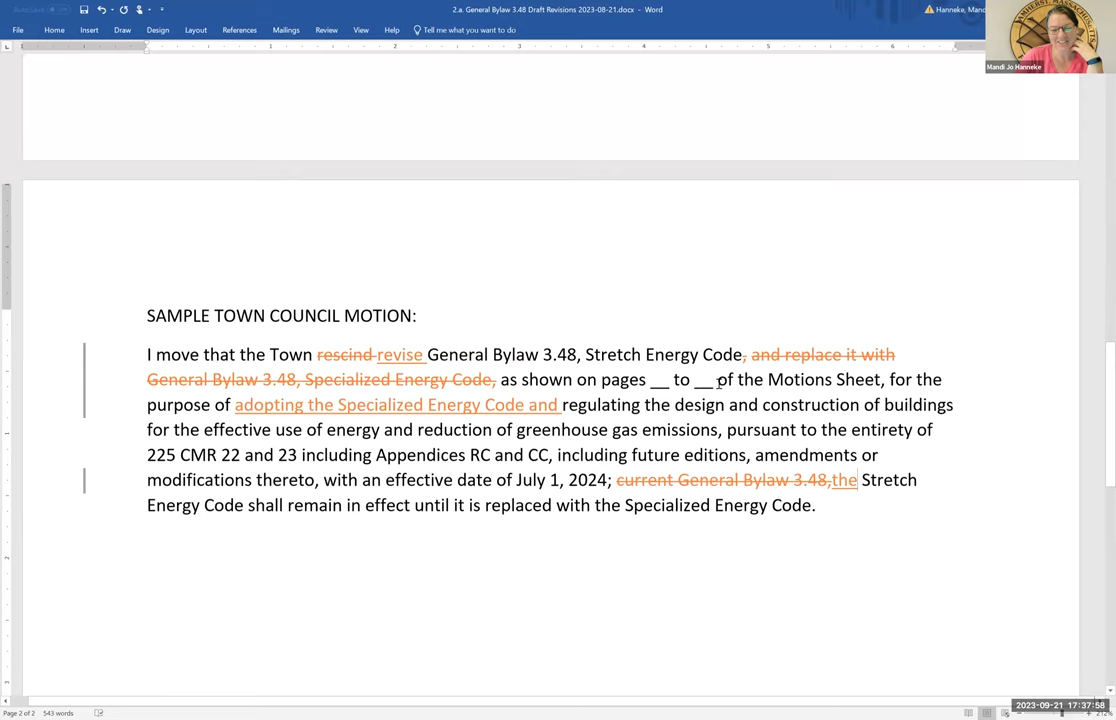 2.a. General Bylaw 3.48 Draft Revisions 2023-08-21.docx - Word
Hanneke, Mand
File Home Insert Draw Design Layout References Mailings Review View Help Tell me what you want to do
Mandi Jo Hanneke
SAMPLE TOWN COUNCIL MOTION:
I move that the Town rescind revise General Bylaw 3.48, Stretch Energy Code, and replace it with
General Bylaw 3.48, Specialized Energy Code, as shown on pages __ to __ of the Motions Sheet, for the
purpose of adopting the Specialized Energy Code and regulating the design and construction of buildings
for the effective use of energy and reduction of greenhouse gas emissions, pursuant to the entirety of
225 CMR 22 and 23 including Appendices RC and CC, including future editions, amendments or
modifications thereto, with an effective date of July 1, 2024; current General Bylaw 3.48,the Stretch
Energy Code shall remain in effect until it is replaced with the Specialized Energy Code.
Page 2 of 2 543 words
2023-09-21 17:37:58